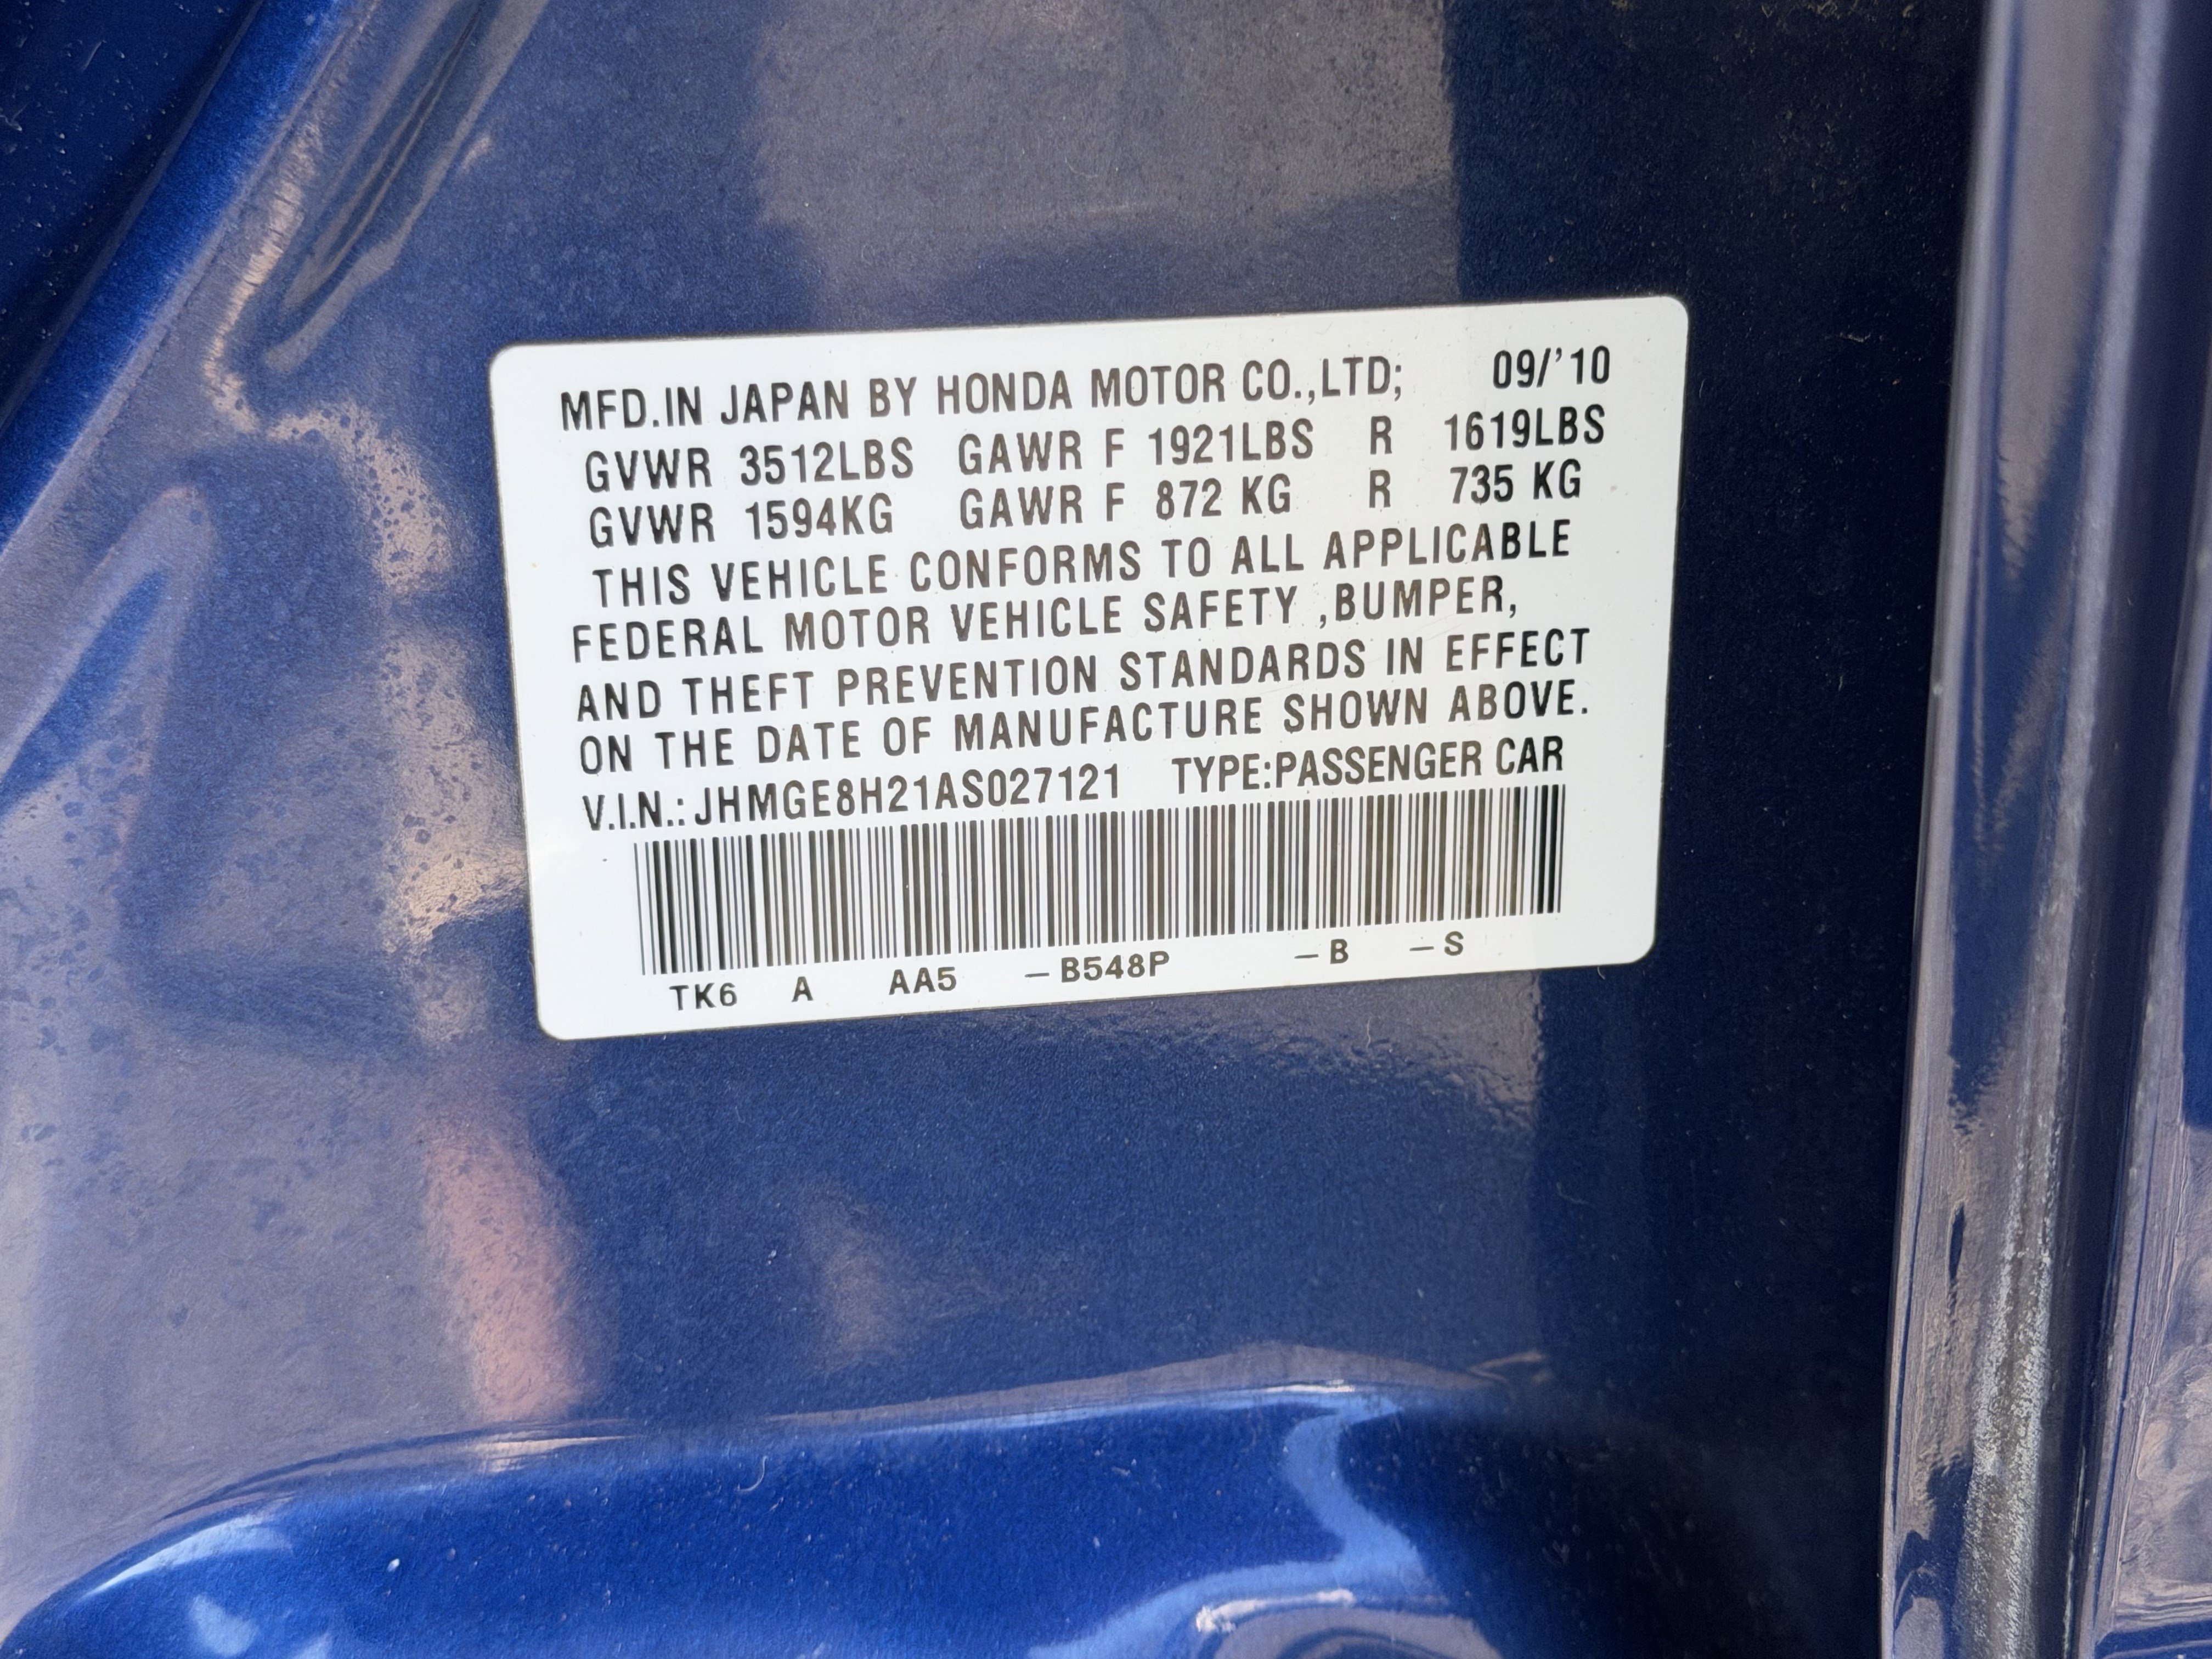 MFD.IN JAPAN BY HONDA MOTOR CO.,LTD; 09/'10
GVWR 3512LBS GAWR F 1921LBS R 1619LBS
GVWR 1594KG GAWR F 872 KG R 735 KG
THIS VEHICLE CONFORMS TO ALL APPLICABLE
FEDERAL MOTOR VEHICLE SAFETY ,BUMPER,
AND THEFT PREVENTION STANDARDS IN EFFECT
ON THE DATE OF MANUFACTURE SHOWN ABOVE.
V.I.N.: JHMGE8H21AS027121 TYPE:PASSENGER CAR
TK6 A AA5 –B548P –B –S